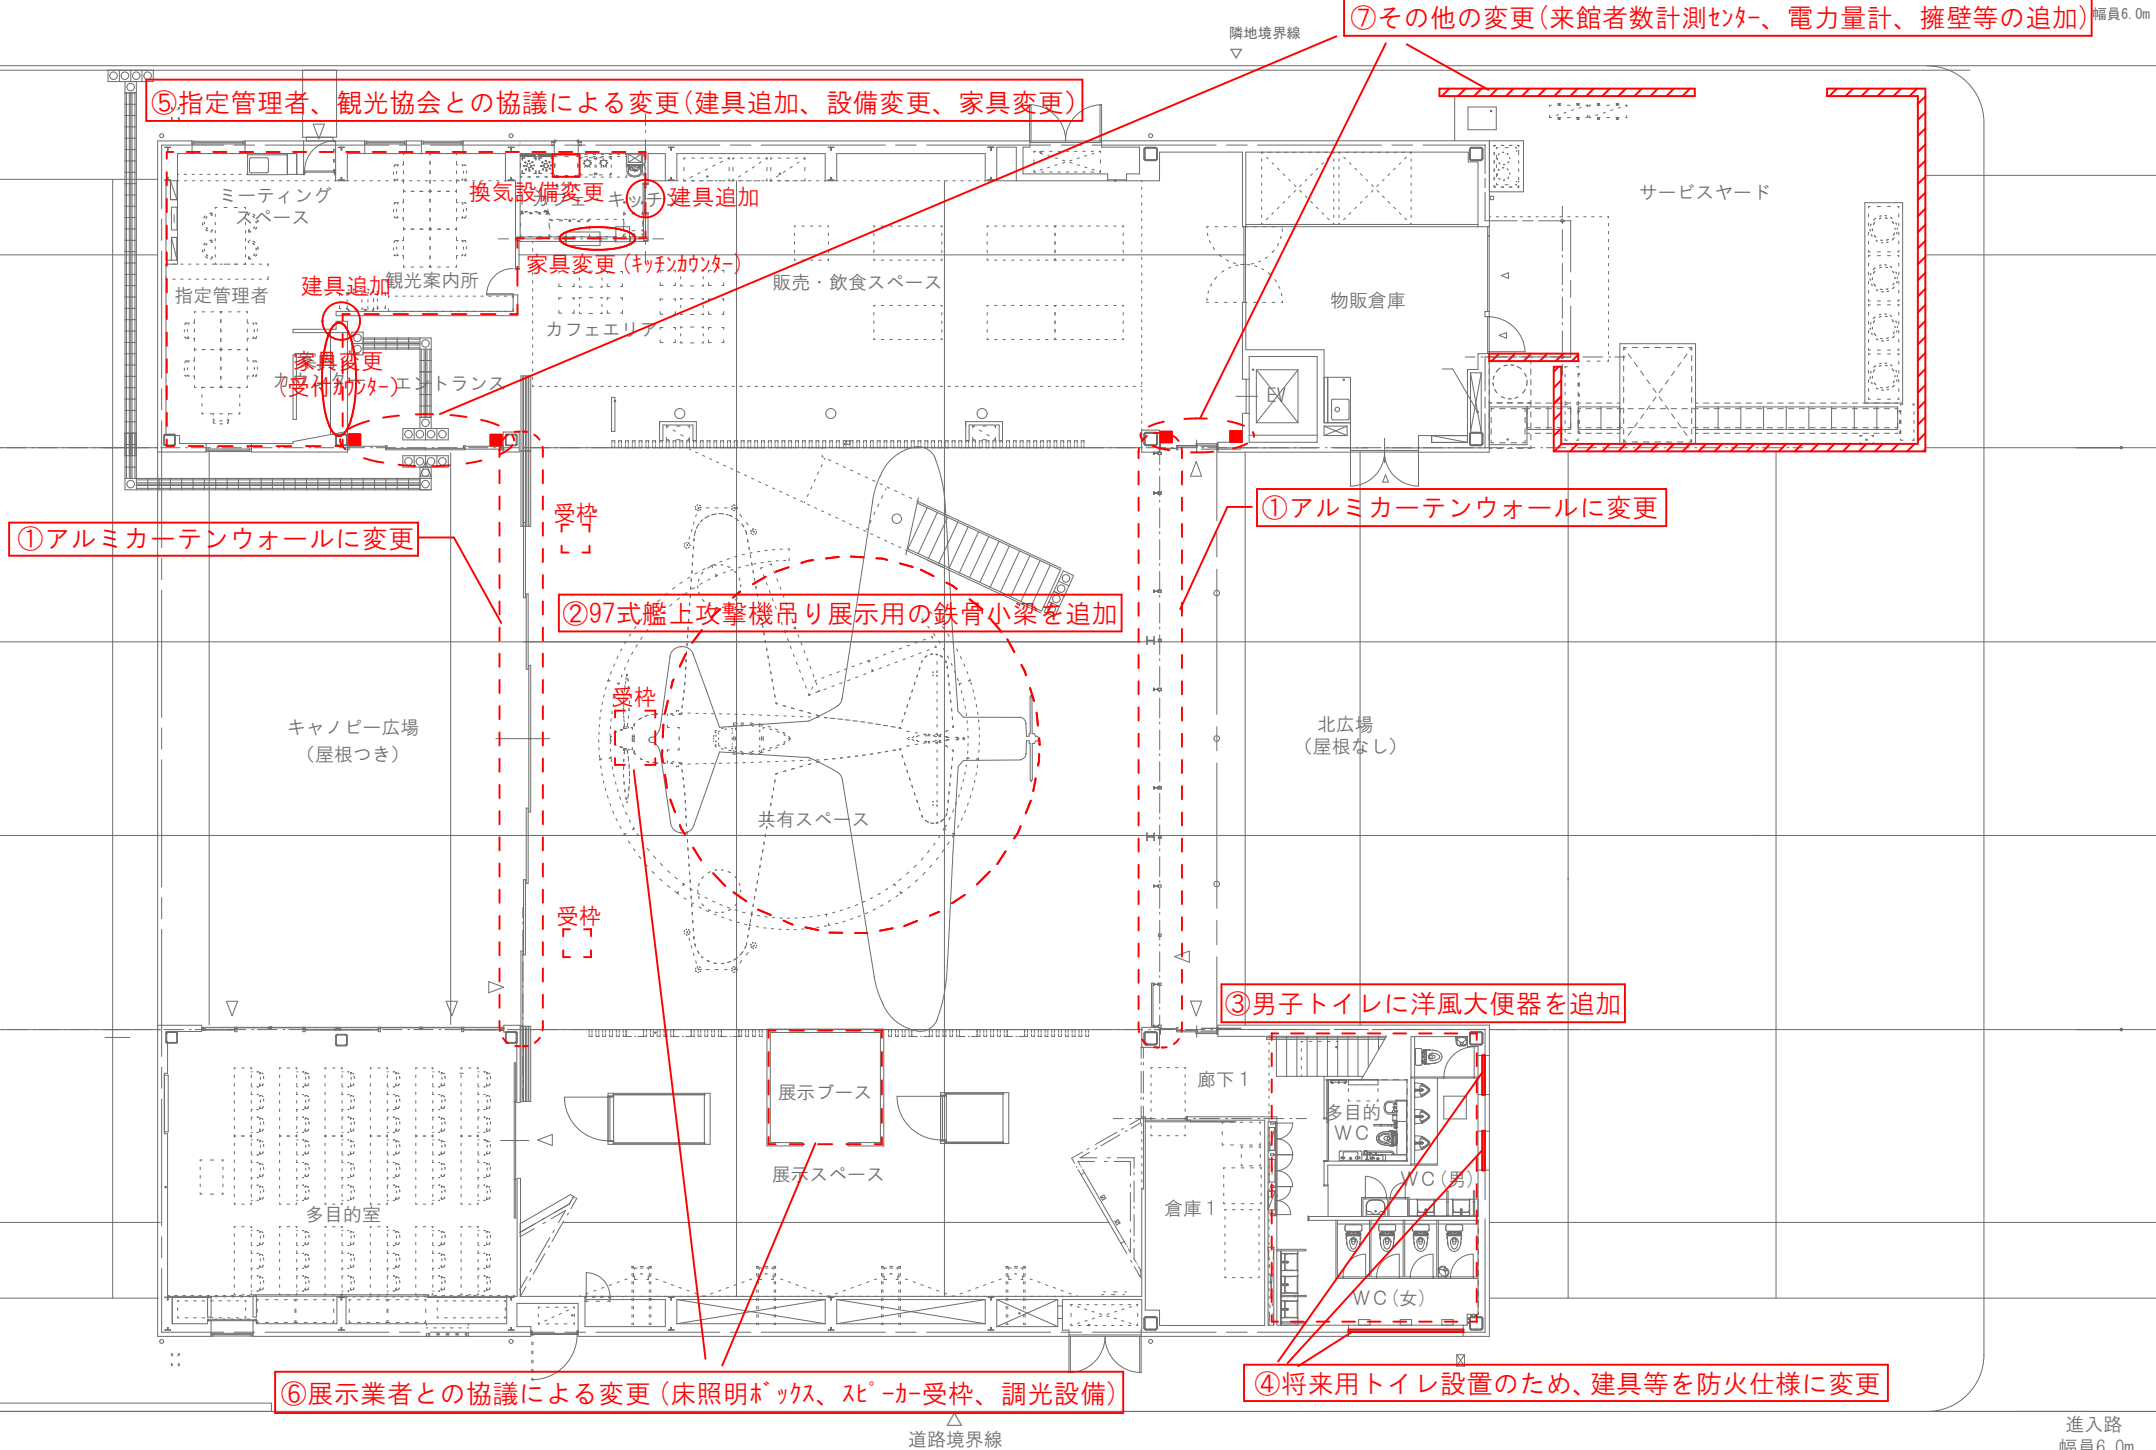 ⑦その他の変更(来館者数計測ｾﾝｻｰ、電力量計、擁壁等の追加)
幅員6.0m
隣地境界線
⑤指定管理者、観光協会との協議による変更(建具追加、設備変更、家具変更)
ミーティング
スペース
換気設備変更
建具追加
サービスヤード
家具変更(ｷｯﾁﾝｶｳﾝﾀｰ)
建具追加
観光案内所
指定管理者
販売・飲食スペース
物販倉庫
カフェエリア
家具変更
(受付ｶｳﾝﾀｰ)
エントランス
EV
受枠
①アルミカーテンウォールに変更
①アルミカーテンウォールに変更
②97式艦上攻撃機吊り展示用の鉄骨小梁を追加
受枠
キャノピー広場
(屋根つき)
北広場
(屋根なし)
共有スペース
受枠
③男子トイレに洋風大便器を追加
展示ブース
廊下1
多目的
WC
展示スペース
WC(男)
多目的室
倉庫1
WC(女)
⑥展示業者との協議による変更(床照明ﾎﾞｯｸｽ、ｽﾋﾟｰｶｰ受枠、調光設備)
④将来用トイレ設置のため、建具等を防火仕様に変更
道路境界線
進入路
幅員6.0m